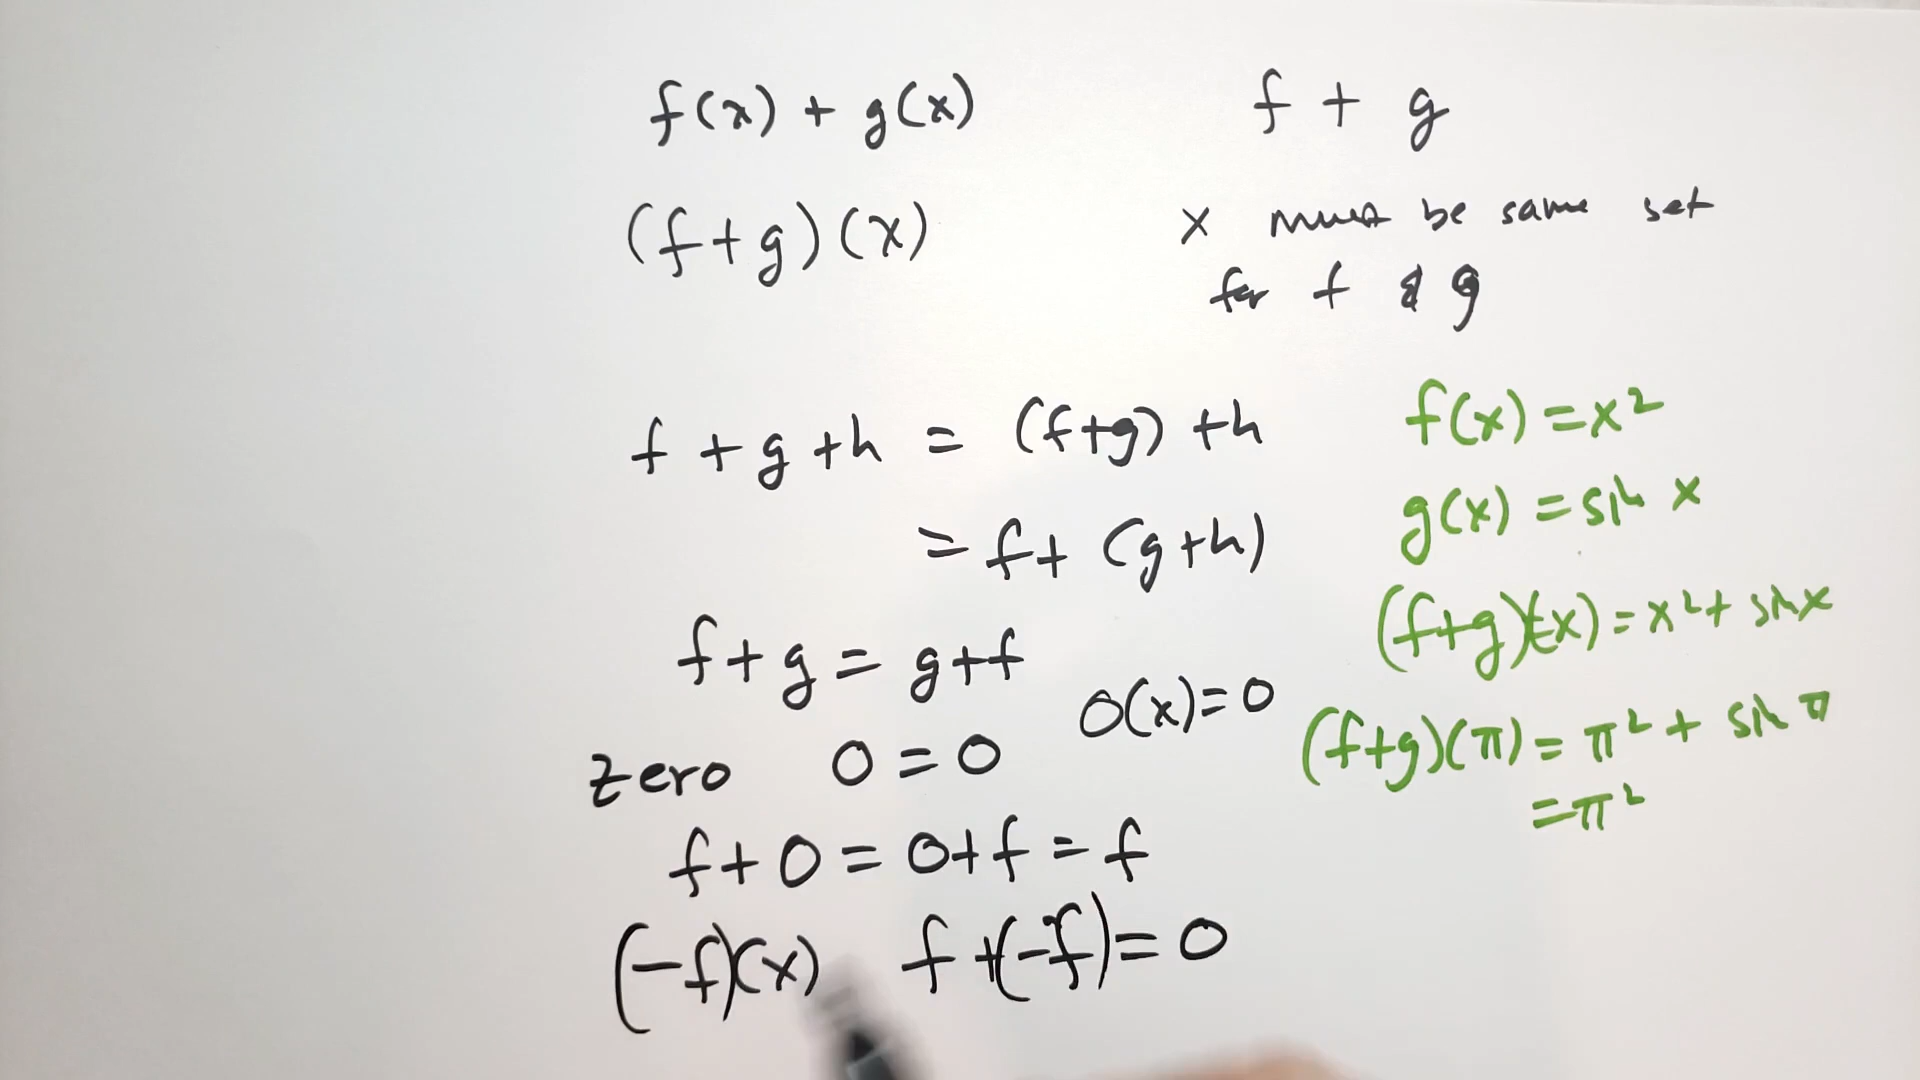 f(x) + g(x)
f + g
(f+g)(x)
x must be same set
for f & g
f + g + h = (f+g) + h
= f + (g+h)
f + g = g + f
zero 0 = 0
0(x) = 0
f + 0 = 0 + f = f
(-f)(x) f + (-f) = 0
f(x) = x²
g(x) = sin x
(f+g)(x) = x² + sin x
(f+g)(π) = π² + sin π
= π²